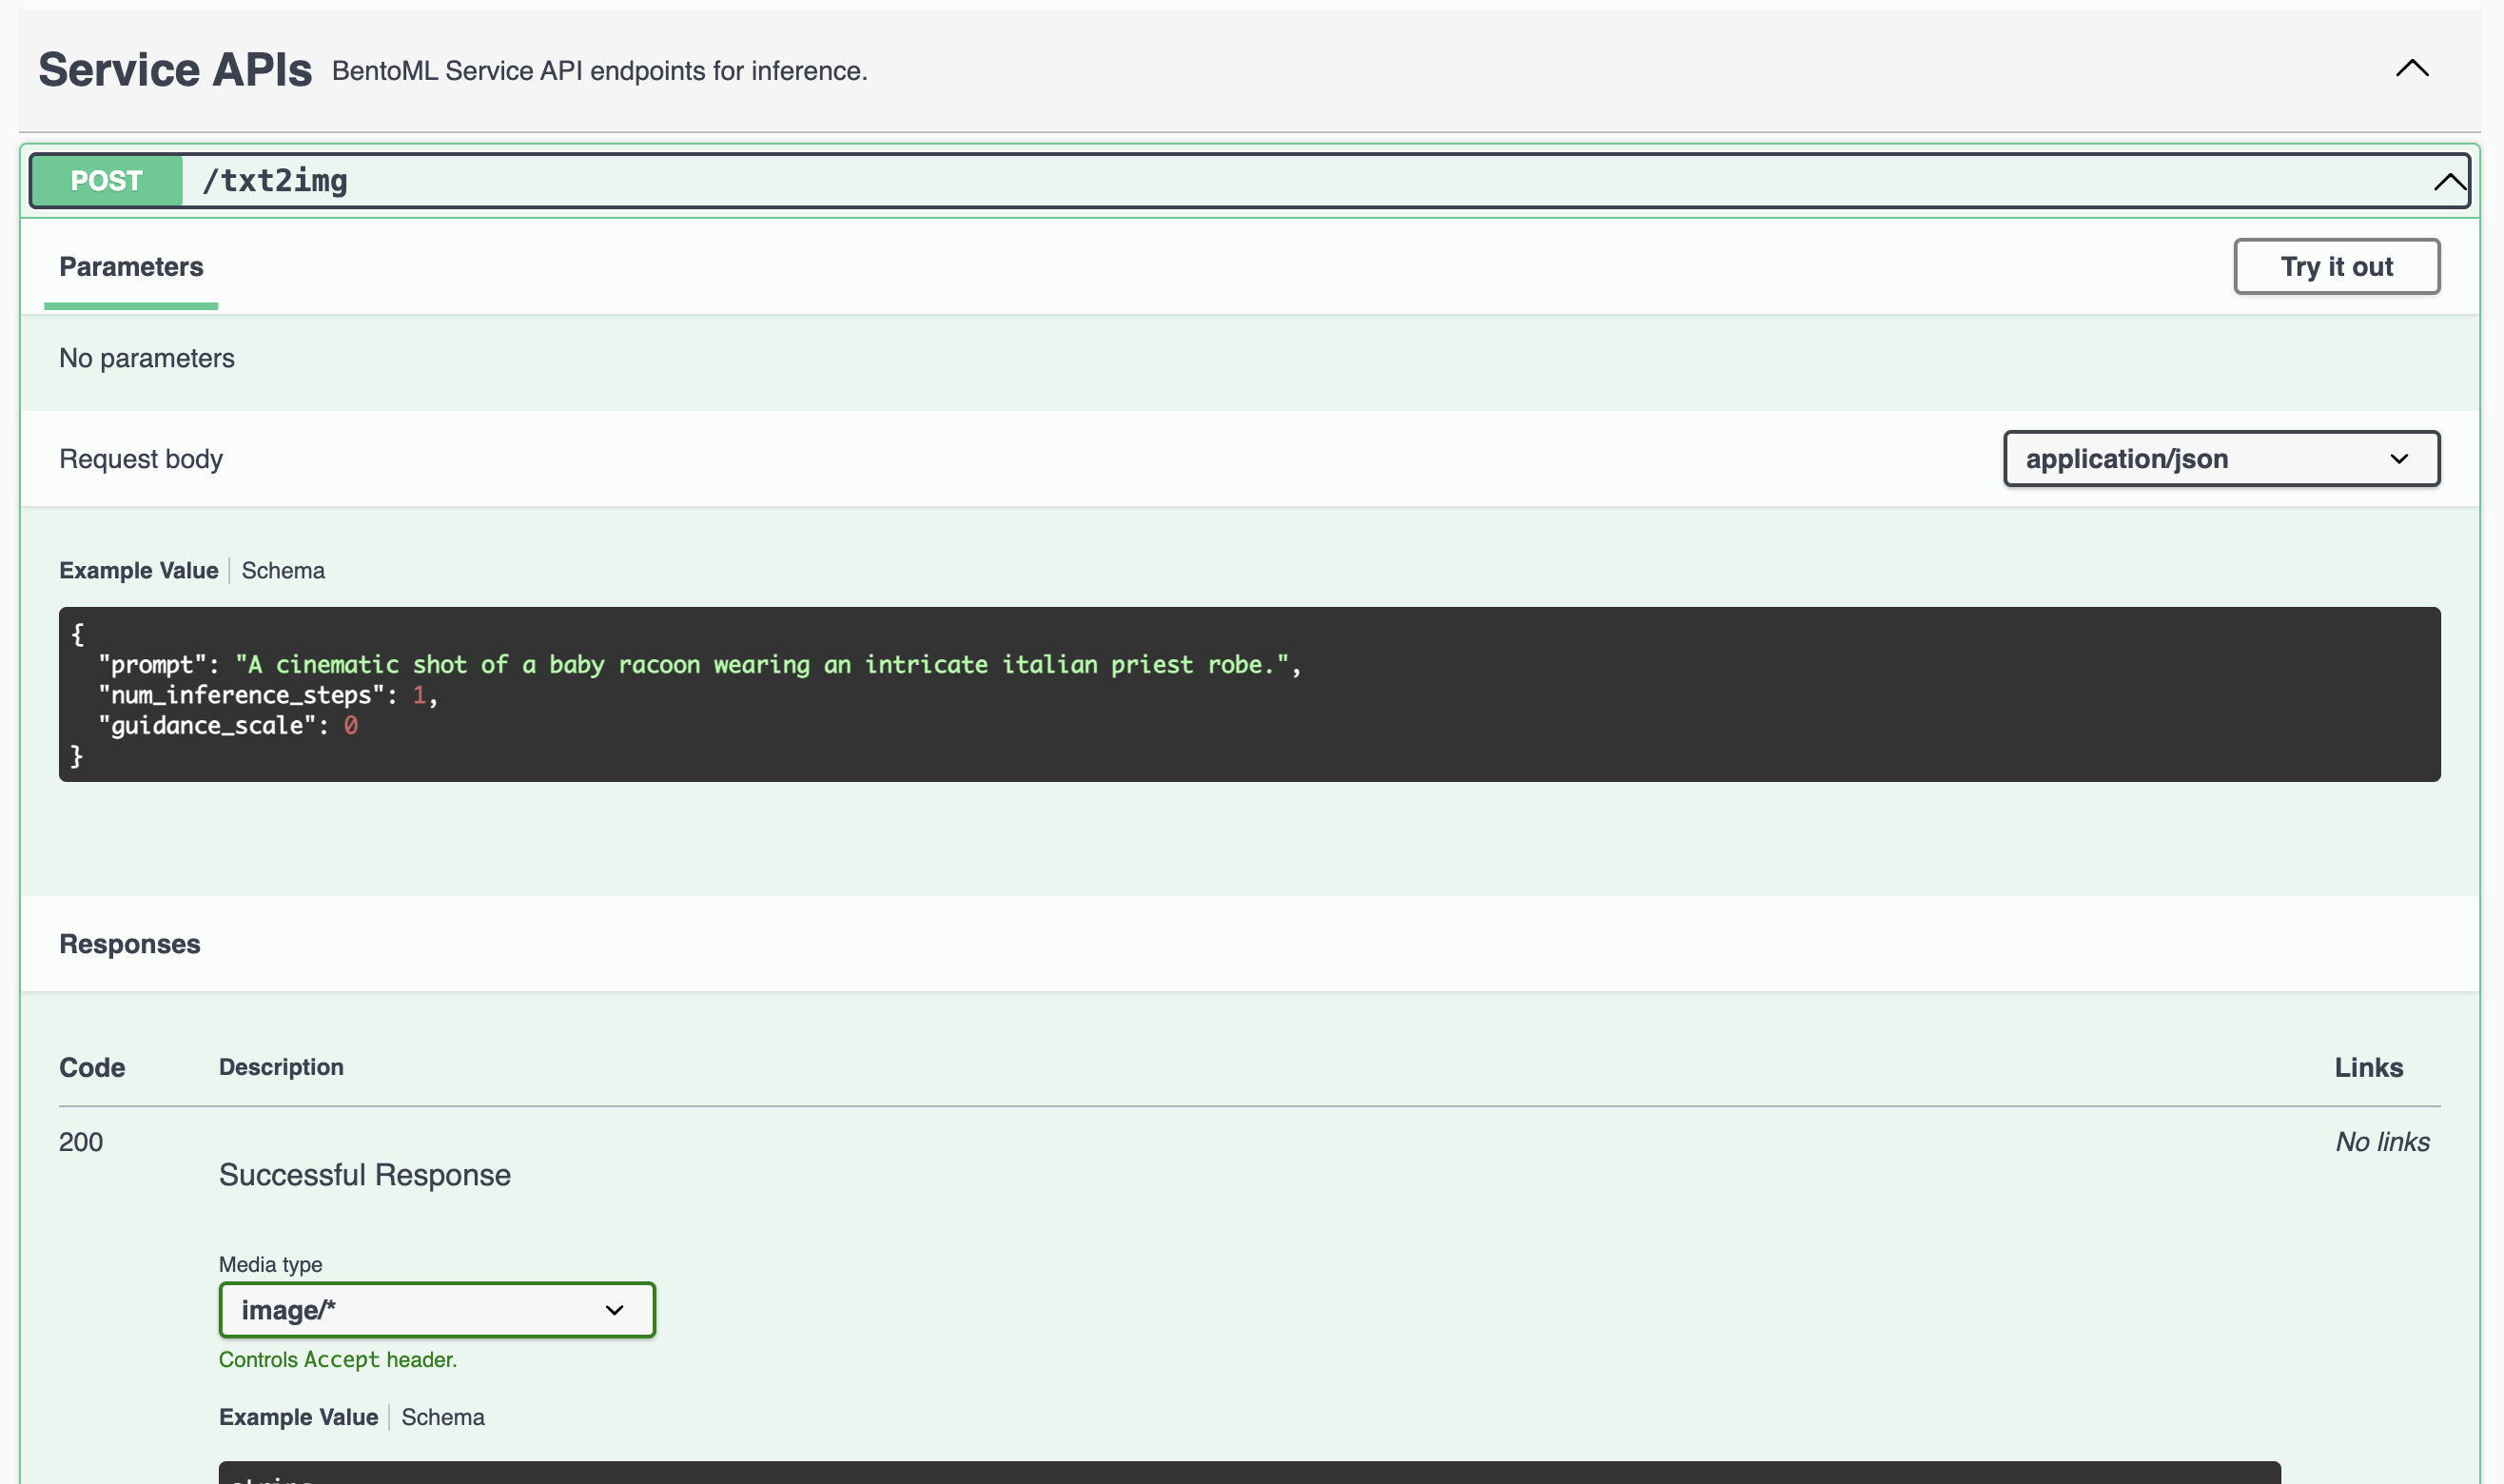 Service APIs BentoML Service API endpoints for inference.
POST /txt2img
Parameters
Try it out
No parameters
Request body
application/json
Example Value
Schema
{
"prompt": "A cinematic shot of a baby racoon wearing an intricate italian priest robe.",
"num_inference_steps": 1,
"guidance_scale": 0
}
Responses
Code Description Links
200
No links
Successful Response
Media type
image/*
Controls Accept header.
Example Value
Schema